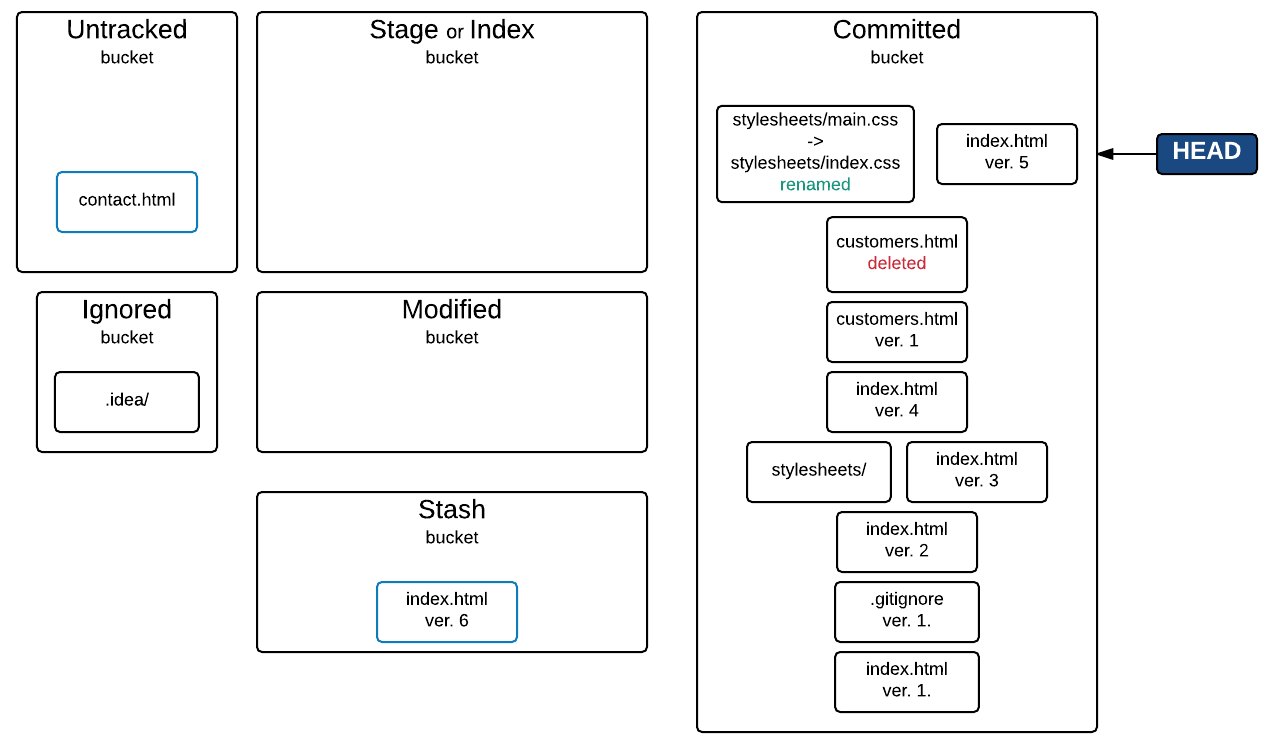 Untracked
bucket
contact.html
Stage or Index
bucket
Committed
bucket
stylesheets/main.css
->
stylesheets/index.css
renamed
index.html
ver. 5
HEAD
customers.html
deleted
customers.html
ver. 1
index.html
ver. 4
stylesheets/
index.html
ver. 3
index.html
ver. 2
.gitignore
ver. 1.
index.html
ver. 1.
Ignored
bucket
.idea/
Modified
bucket
Stash
bucket
index.html
ver. 6